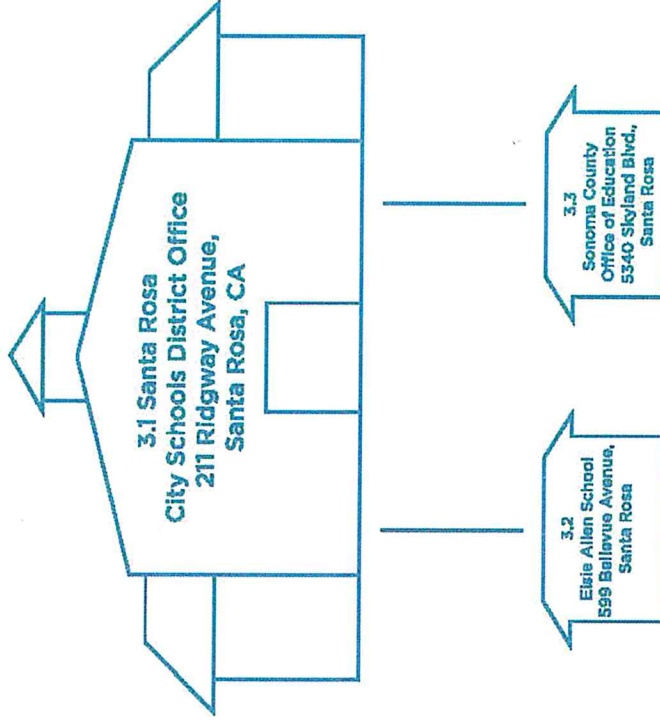 3.1 Santa Rosa
City Schools District Office
211 Ridgway Avenue,
Santa Rosa, CA
3.2
Elsie Allen School
599 Bellevue Avenue,
Santa Rosa
3.3
Sonoma County
Office of Education
5340 Skyland Blvd.,
Santa Rosa